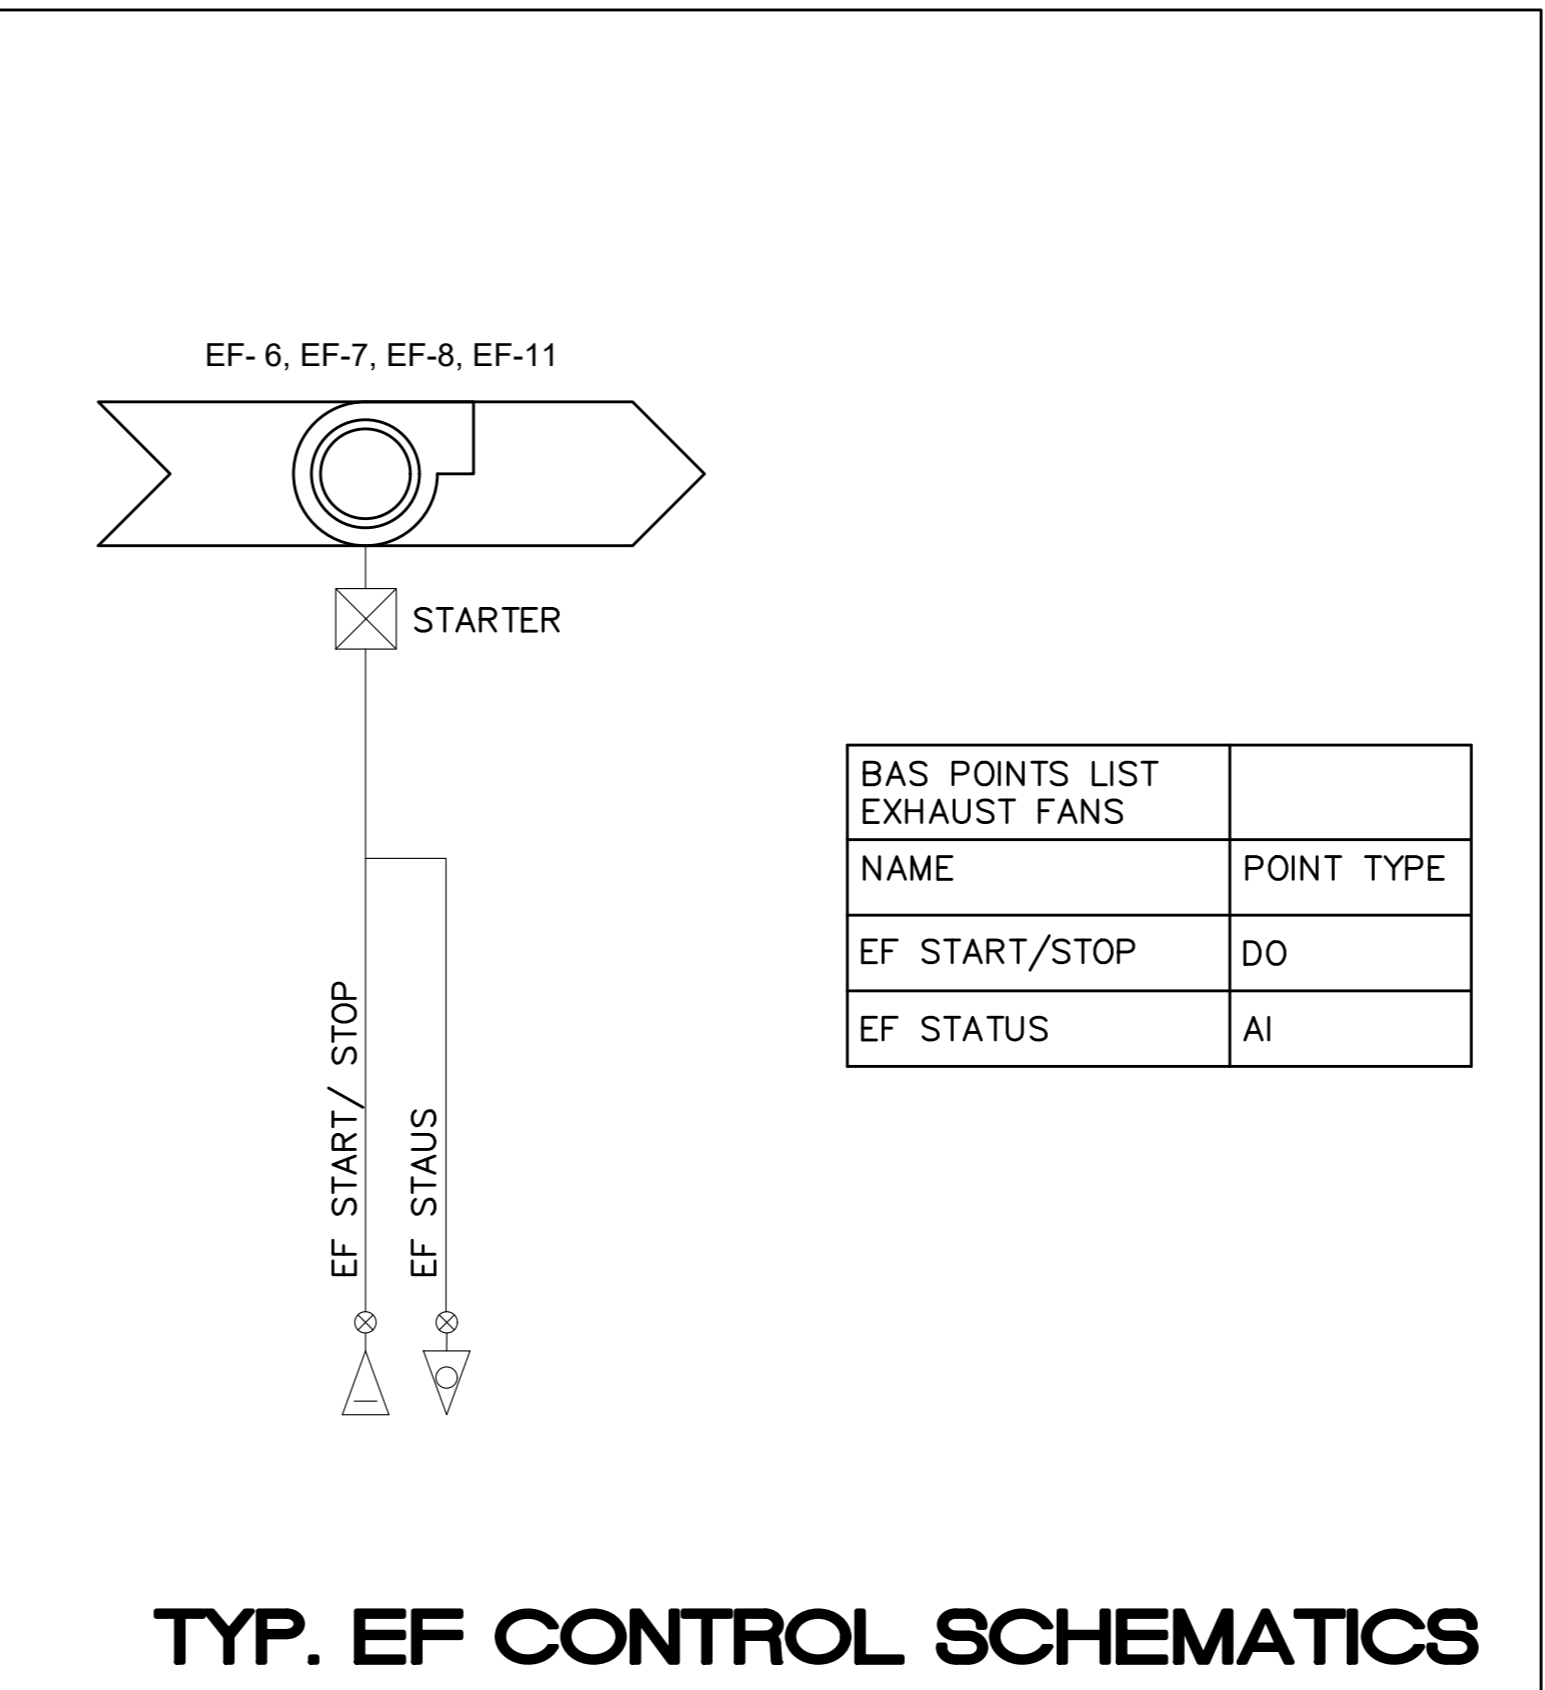 EF- 6, EF-7, EF-8, EF-11
STARTER
EF START/ STOP
EF STAUS
BAS POINTS LIST
EXHAUST FANS
NAME POINT TYPE
EF START/STOP DO
EF STATUS AI
TYP. EF CONTROL SCHEMATICS